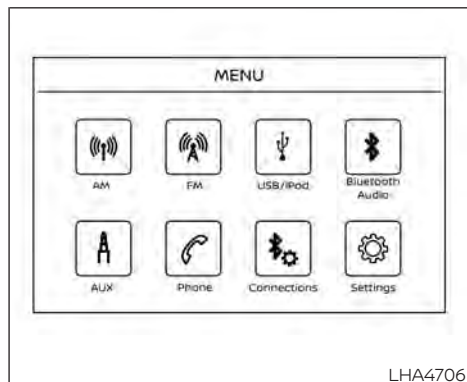 MENU
AM FM USB/iPod Bluetooth Audio
AUX Phone Connections Settings
LHA4706